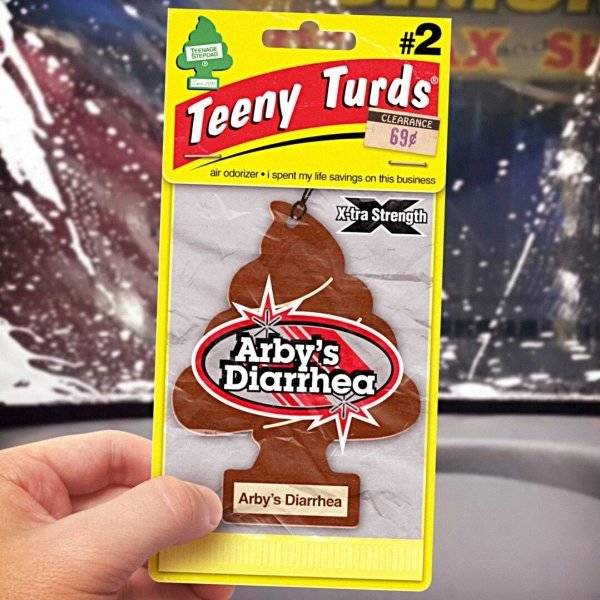 TEENAGE
STEPDAD
#2
Teeny Turds
CLEARANCE
69¢
air odorizer • i spent my life savings on this business
X-tra Strength
Arby's
Diarrhea
Arby's Diarrhea